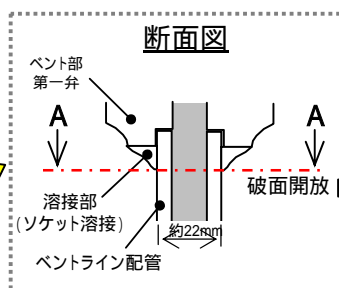 断面図
ベント部
第一弁
A
A
破面開放
溶接部
(ソケット溶接)
約22mm
ベントライン配管